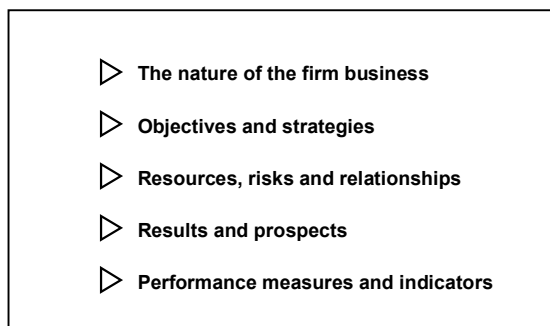 The nature of the firm business
Objectives and strategies
Resources, risks and relationships
Results and prospects
Performance measures and indicators